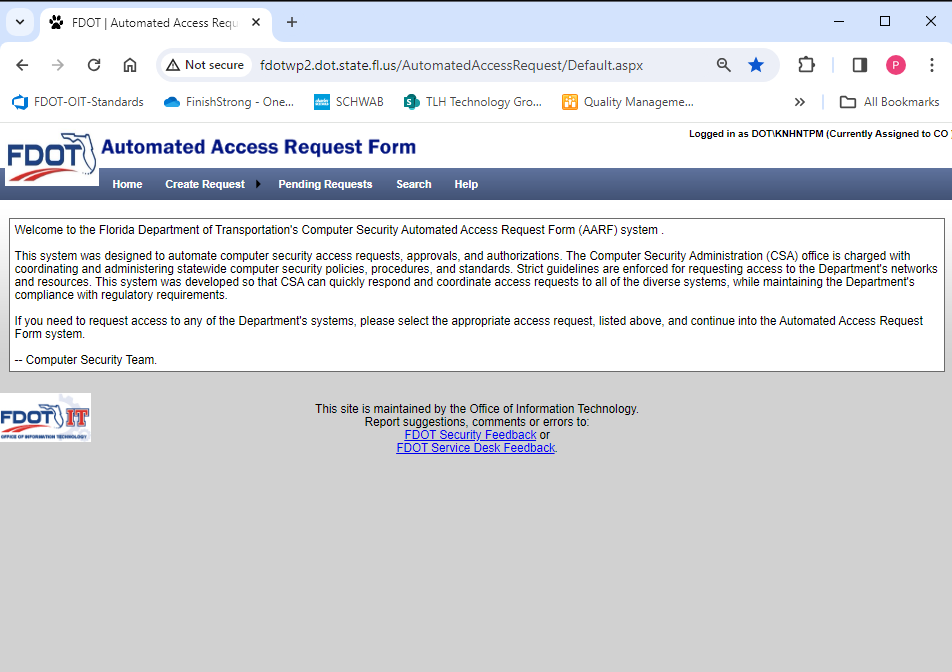 FDOT | Automated Access Requ
Not secure
fdotwp2.dot.state.fl.us/AutomatedAccessRequest/Default.aspx
P
FDOT-OIT-Standards
FinishStrong - One...
SCHWAB
TLH Technology Gro...
Quality Manageme...
All Bookmarks
FDOT
Automated Access Request Form
Logged in as DOT\KNHNTPM (Currently Assigned to CO
Home
Create Request
Pending Requests
Search
Help
Welcome to the Florida Department of Transportation's Computer Security Automated Access Request Form (AARF) system .
This system was designed to automate computer security access requests, approvals, and authorizations. The Computer Security Administration (CSA) office is charged with
coordinating and administering statewide computer security policies, procedures, and standards. Strict guidelines are enforced for requesting access to the Department's networks
and resources. This system was developed so that CSA can quickly respond and coordinate access requests to all of the diverse systems, while maintaining the Department's
compliance with regulatory requirements.
If you need to request access to any of the Department's systems, please select the appropriate access request, listed above, and continue into the Automated Access Request
Form system.
-- Computer Security Team.
FDOT IT
OFFICE OF INFORMATION TECHNOLOGY
This site is maintained by the Office of Information Technology.
Report suggestions, comments or errors to:
FDOT Security Feedback or
FDOT Service Desk Feedback.